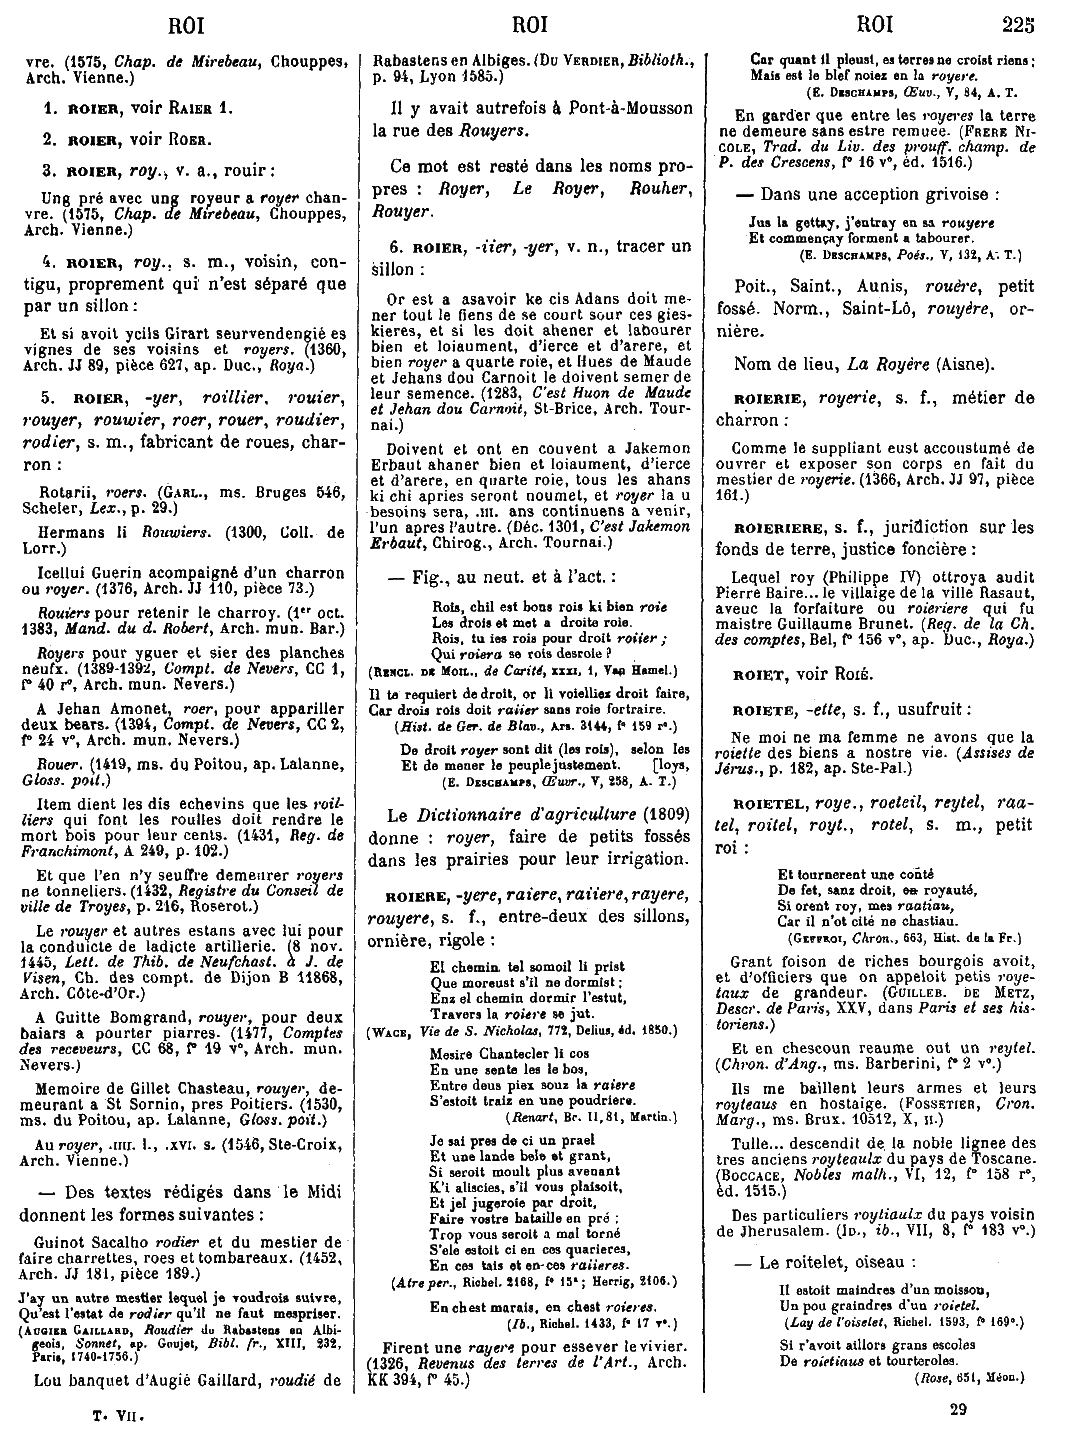 ROI
ROI
ROI 225
vre. (1575, Chap. de Mirebeau, Chouppes,
Arch. Vienne.)
1. ROIER, voir RAIER 1.
2. ROIER, voir ROER.
3. ROIER, roy., v. a., rouir :
Ung pré avec ung royeur a royer chan-
vre. (1575, Chap. de Mirebeau, Chouppes,
Arch. Vienne.)
4. ROIER, roy., s. m., voisin, con-
tigu, proprement qui n'est séparé que
par un sillon :
Et si avoit ycils Girart seurvendengié es
vignes de ses voisins et royers. (1360,
Arch. JJ 89, pièce 627, ap. Duc., Roya.)
5. ROIER, -yer, roillier, rouier,
rouyer, rouwier, roer, rouer, roudier,
rodier, s. m., fabricant de roues, char-
ron :
Rotarii, roers. (GARL., ms. Bruges 546,
Scheler, Lex., p. 29.)
Hermans li Rouwiers. (1300, Coll. de
Lorr.)
Icellui Guerin acompaigné d'un charron
ou royer. (1376, Arch. JJ 110, pièce 73.)
Rouiers pour retenir le charroy. (1er oct.
1383, Mand. du d. Robert, Arch. mun. Bar.)
Royers pour yguer et sier des planches
neufx. (1389-1392, Compt. de Nevers, CC 1,
f° 40 r°, Arch. mun. Nevers.)
A Jehan Amonet, roer, pour appariller
deux bears. (1394, Compt. de Nevers, CC 2,
f° 24 v°, Arch. mun. Nevers.)
Rouer. (1419, ms. du Poitou, ap. Lalanne,
Gloss. poit.)
Item dient les dis echevins que les roil-
liers qui font les roulles doit rendre le
mort bois pour leur cents. (1431, Reg. de
Franchimont, A 249, p. 102.)
Et que l'en n'y seuffre demeurer royers
ne tonneliers. (1432, Registre du Conseil de
ville de Troyes, p. 216, Roserot.)
Le rouyer et autres estans avec lui pour
la conduicte de ladicte artillerie. (8 nov.
1445, Lett. de Thib. de Neufchast. à J. de
Visen, Ch. des compt. de Dijon B 11868,
Arch. Côte-d'Or.)
A Guitte Bomgrand, rouyer, pour deux
baiars a pourter piarres. (1477, Comptes
des receveurs, CC 68, f° 19 v°, Arch. mun.
Nevers.)
Memoire de Gillet Chasteau, rouyer, de-
meurant a St Sornin, pres Poitiers. (1530,
ms. du Poitou, ap. Lalanne, Gloss. poit.)
Au royer, .IIII. l., .XVI. s. (1546, Ste-Croix,
Arch. Vienne.)
— Des textes rédigés dans le Midi
donnent les formes suivantes :
Guinot Sacalho rodier et du mestier de
faire charrettes, roes et tombareaux. (1452,
Arch. JJ 181, pièce 189.)
J'ay un autre mestier lequel je voudrois suivre,
Qu'est l'estat de rodier qu'il ne faut mespriser.
(AUGIER GAILLARD, Roudier du Rabastens en Albi-
geois, Sonnet, ap. Goujet, Bibl. fr., XIII, 232,
Paris, 1740-1756.)
Lou banquet d'Augié Gaillard, roudié de
T. VII.
Rabastens en Albiges. (DU VERDIER, Biblioth.,
p. 94, Lyon 1585.)
Il y avait autrefois à Pont-à-Mousson
la rue des Rouyers.
Ce mot est resté dans les noms pro-
pres : Royer, Le Royer, Rouher,
Rouyer.
6. ROIER, -iier, -yer, v. n., tracer un
sillon :
Or est a asavoir ke cis Adans doit me-
ner tout le fiens de se court sour ces gies-
kieres, et si les doit ahener et labourer
bien et loiaument, d'ierce et d'arere, et
bien royer a quarte roie, et Hues de Maude
et Jehans dou Carnoit le doivent semer de
leur semence. (1283, C'est Huon de Maude
et Jehan dou Carnoit, St-Brice, Arch. Tour-
nai.)
Doivent et ont en couvent a Jakemon
Erbaut ahaner bien et loiaument, d'ierce
et d'arere, en quarte roie, tous les ahans
ki chi apries seront noumet, et royer la u
besoins sera, .III. ans continuens a venir,
l'un apres l'autre. (Déc. 1301, C'est Jakemon
Erbaut, Chirog., Arch. Tournai.)
— Fig., au neut. et à l'act. :
Rois, chil est bons rois ki bien roie
Les drois et met a droite roie.
Rois, tu ies rois pour droit roiier ;
Qui roiera se rois desroie ?
(RENCL. DE MOIL., de Carité, XXXI, 1, Van Hamel.)
Il te requiert de droit, or li voielliez droit faire,
Car drois rois doit raiier sans roie fortraire.
(Hist. de Ger. de Blav., Ars. 3144, f° 159 r°.)
De droit royer sont dit (les rois), selon les
Et de mener le peuple justement. [loys,
(E. DESCHAMPS, Œuvr., V, 258, A. T.)
Le Dictionnaire d'agriculture (1809)
donne : royer, faire de petits fossés
dans les prairies pour leur irrigation.
ROIERE, -yere, raiere, raiiere, rayere,
rouyere, s. f., entre-deux des sillons,
ornière, rigole :
El chemin tel somoil li prist
Que moreust s'il ne dormist ;
Enz el chemin dormir l'estut,
Travers la roiere se jut.
(WACE, Vie de S. Nicholas, 772, Delius, éd. 1850.)
Mesire Chantecler li cos
En une sente les le bos,
Entre deus piex souz la raiere
S'estoit traiz en une poudriere.
(Renart, Br. II, 81, Martin.)
Je sai pres de ci un prael
Et une lande bele et grant,
Si seroit moult plus avenant
K'i aliscies, s'il vous plaisoit,
Et jel jugeroie par droit,
Faire vostre bataille en pré ;
Trop vous seroit a mal torné
S'ele estoit ci en ces quarieres,
En ces tais et en ces raiieres.
(Atre per., Richel. 2168, f° 15a ; Herrig, 2106.)
En chest marais, en chest roieres.
(Ib., Richel. 1433, f° 17 v°.)
Firent une rayere pour essever le vivier.
(1326, Revenus des terres de l'Art., Arch.
KK 394, f° 45.)
Car quant il pleust, es terres ne croist riens ;
Mais est le blef noiez en la royere.
(E. DESCHAMPS, Œuv., V, 84, A. T.
En garder que entre les royeres la terre
ne demeure sans estre remuee. (FRERE NI-
COLE, Trad. du Liv. des prouff. champ. de
P. des Crescens, f° 16 v°, éd. 1516.)
— Dans une acception grivoise :
Jus la gettay, j'entray en sa rouyere
Et commençay forment a tabourer.
(E. DESCHAMPS, Poés., V, 132, A. T.)
Poit., Saint., Aunis, rouère, petit
fossé. Norm., Saint-Lô, rouyère, or-
nière.
Nom de lieu, La Royère (Aisne).
ROIERIE, royerie, s. f., métier de
charron :
Comme le suppliant eust accoustumé de
ouvrer et exposer son corps en fait du
mestier de royerie. (1366, Arch. JJ 97, pièce
161.)
ROIERIERE, s. f., juridiction sur les
fonds de terre, justice foncière :
Lequel roy (Philippe IV) ottroya audit
Pierre Baire... le villaige de la ville Rasaut,
aveuc la forfaiture ou roieriere qui fu
maistre Guillaume Brunet. (Reg. de la Ch.
des comptes, Bel, f° 156 v°, ap. Duc., Roya.)
ROIET, voir ROIÉ.
ROIETE, -ette, s. f., usufruit :
Ne moi ne ma femme ne avons que la
roiette des biens a nostre vie. (Assises de
Jérus., p. 182, ap. Ste-Pal.)
ROIETEL, roye., roeteil, reytel, raa-
tel, roitel, royt., rotel, s. m., petit
roi :
Et tournerent une coñté
De fet, sanz droit, en royauté,
Si orent roy, mes raatiau,
Car il n'ot cité ne chastiau.
(GEFFROI, Chron., 663, Hist. de la Fr.)
Grant foison de riches bourgois avoit,
et d'officiers que on appeloit petis roye-
taux de grandeur. (GUILLEB. DE METZ,
Descr. de Paris, XXV, dans Paris et ses his-
toriens.)
Et en chescoun reaume out un reytel.
(Chron. d'Ang., ms. Barberini, f° 2 v°.)
Ils me baillent leurs armes et leurs
royteaus en hostaige. (FOSSETIER, Cron.
Marg., ms. Brux. 10512, X, II.)
Tulle... descendit de la noble lignee des
tres anciens royteaulx du pays de Toscane.
(BOCCACE, Nobles malh., VI, 12, f° 158 r°,
éd. 1515.)
Des particuliers roytiaulx du pays voisin
de Jherusalem. (ID., ib., VII, 8, f° 183 v°.)
— Le roitelet, oiseau :
Il estoit maindres d'un moisson,
Un pou graindres d'un roietel.
(Lay de l'oiselet, Richel. 1593, f° 169c.)
Si r'avoit aillors grans escoles
De roietiaus et tourteroles.
(Rose, 651, Méon.)
29